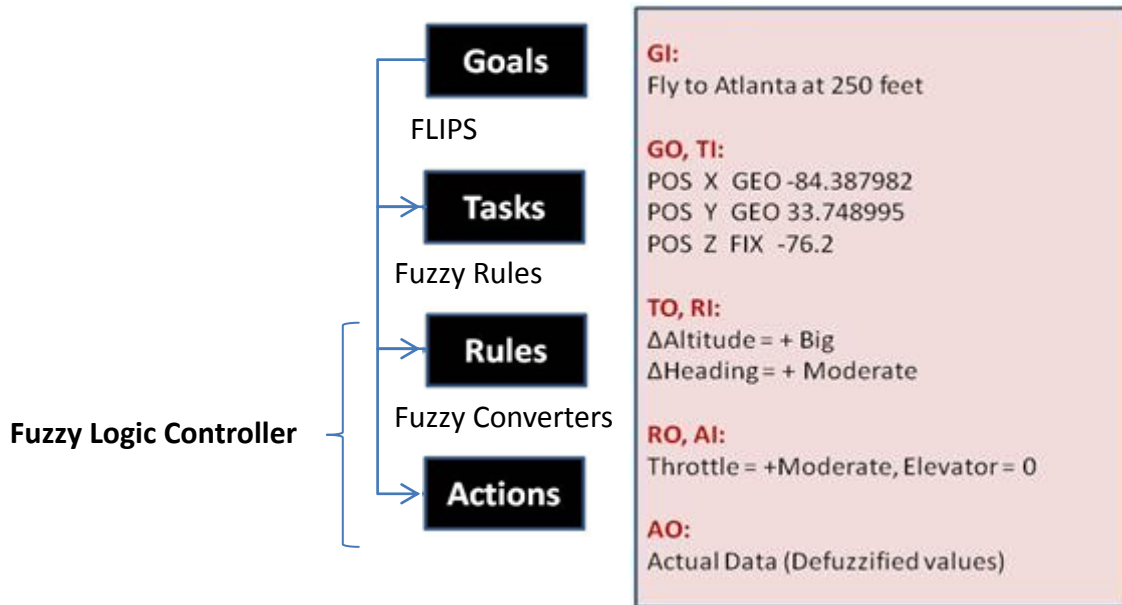 Goals
FLIPS
Tasks
Fuzzy Rules
Rules
Fuzzy Logic Controller
Fuzzy Converters
Actions
GI:
Fly to Atlanta at 250 feet
GO, TI:
POS X GEO -84.387982
POS Y GEO 33.748995
POS Z FIX -76.2
TO, RI:
ΔAltitude = + Big
ΔHeading = + Moderate
RO, AI:
Throttle = +Moderate, Elevator = 0
AO:
Actual Data (Defuzzified values)